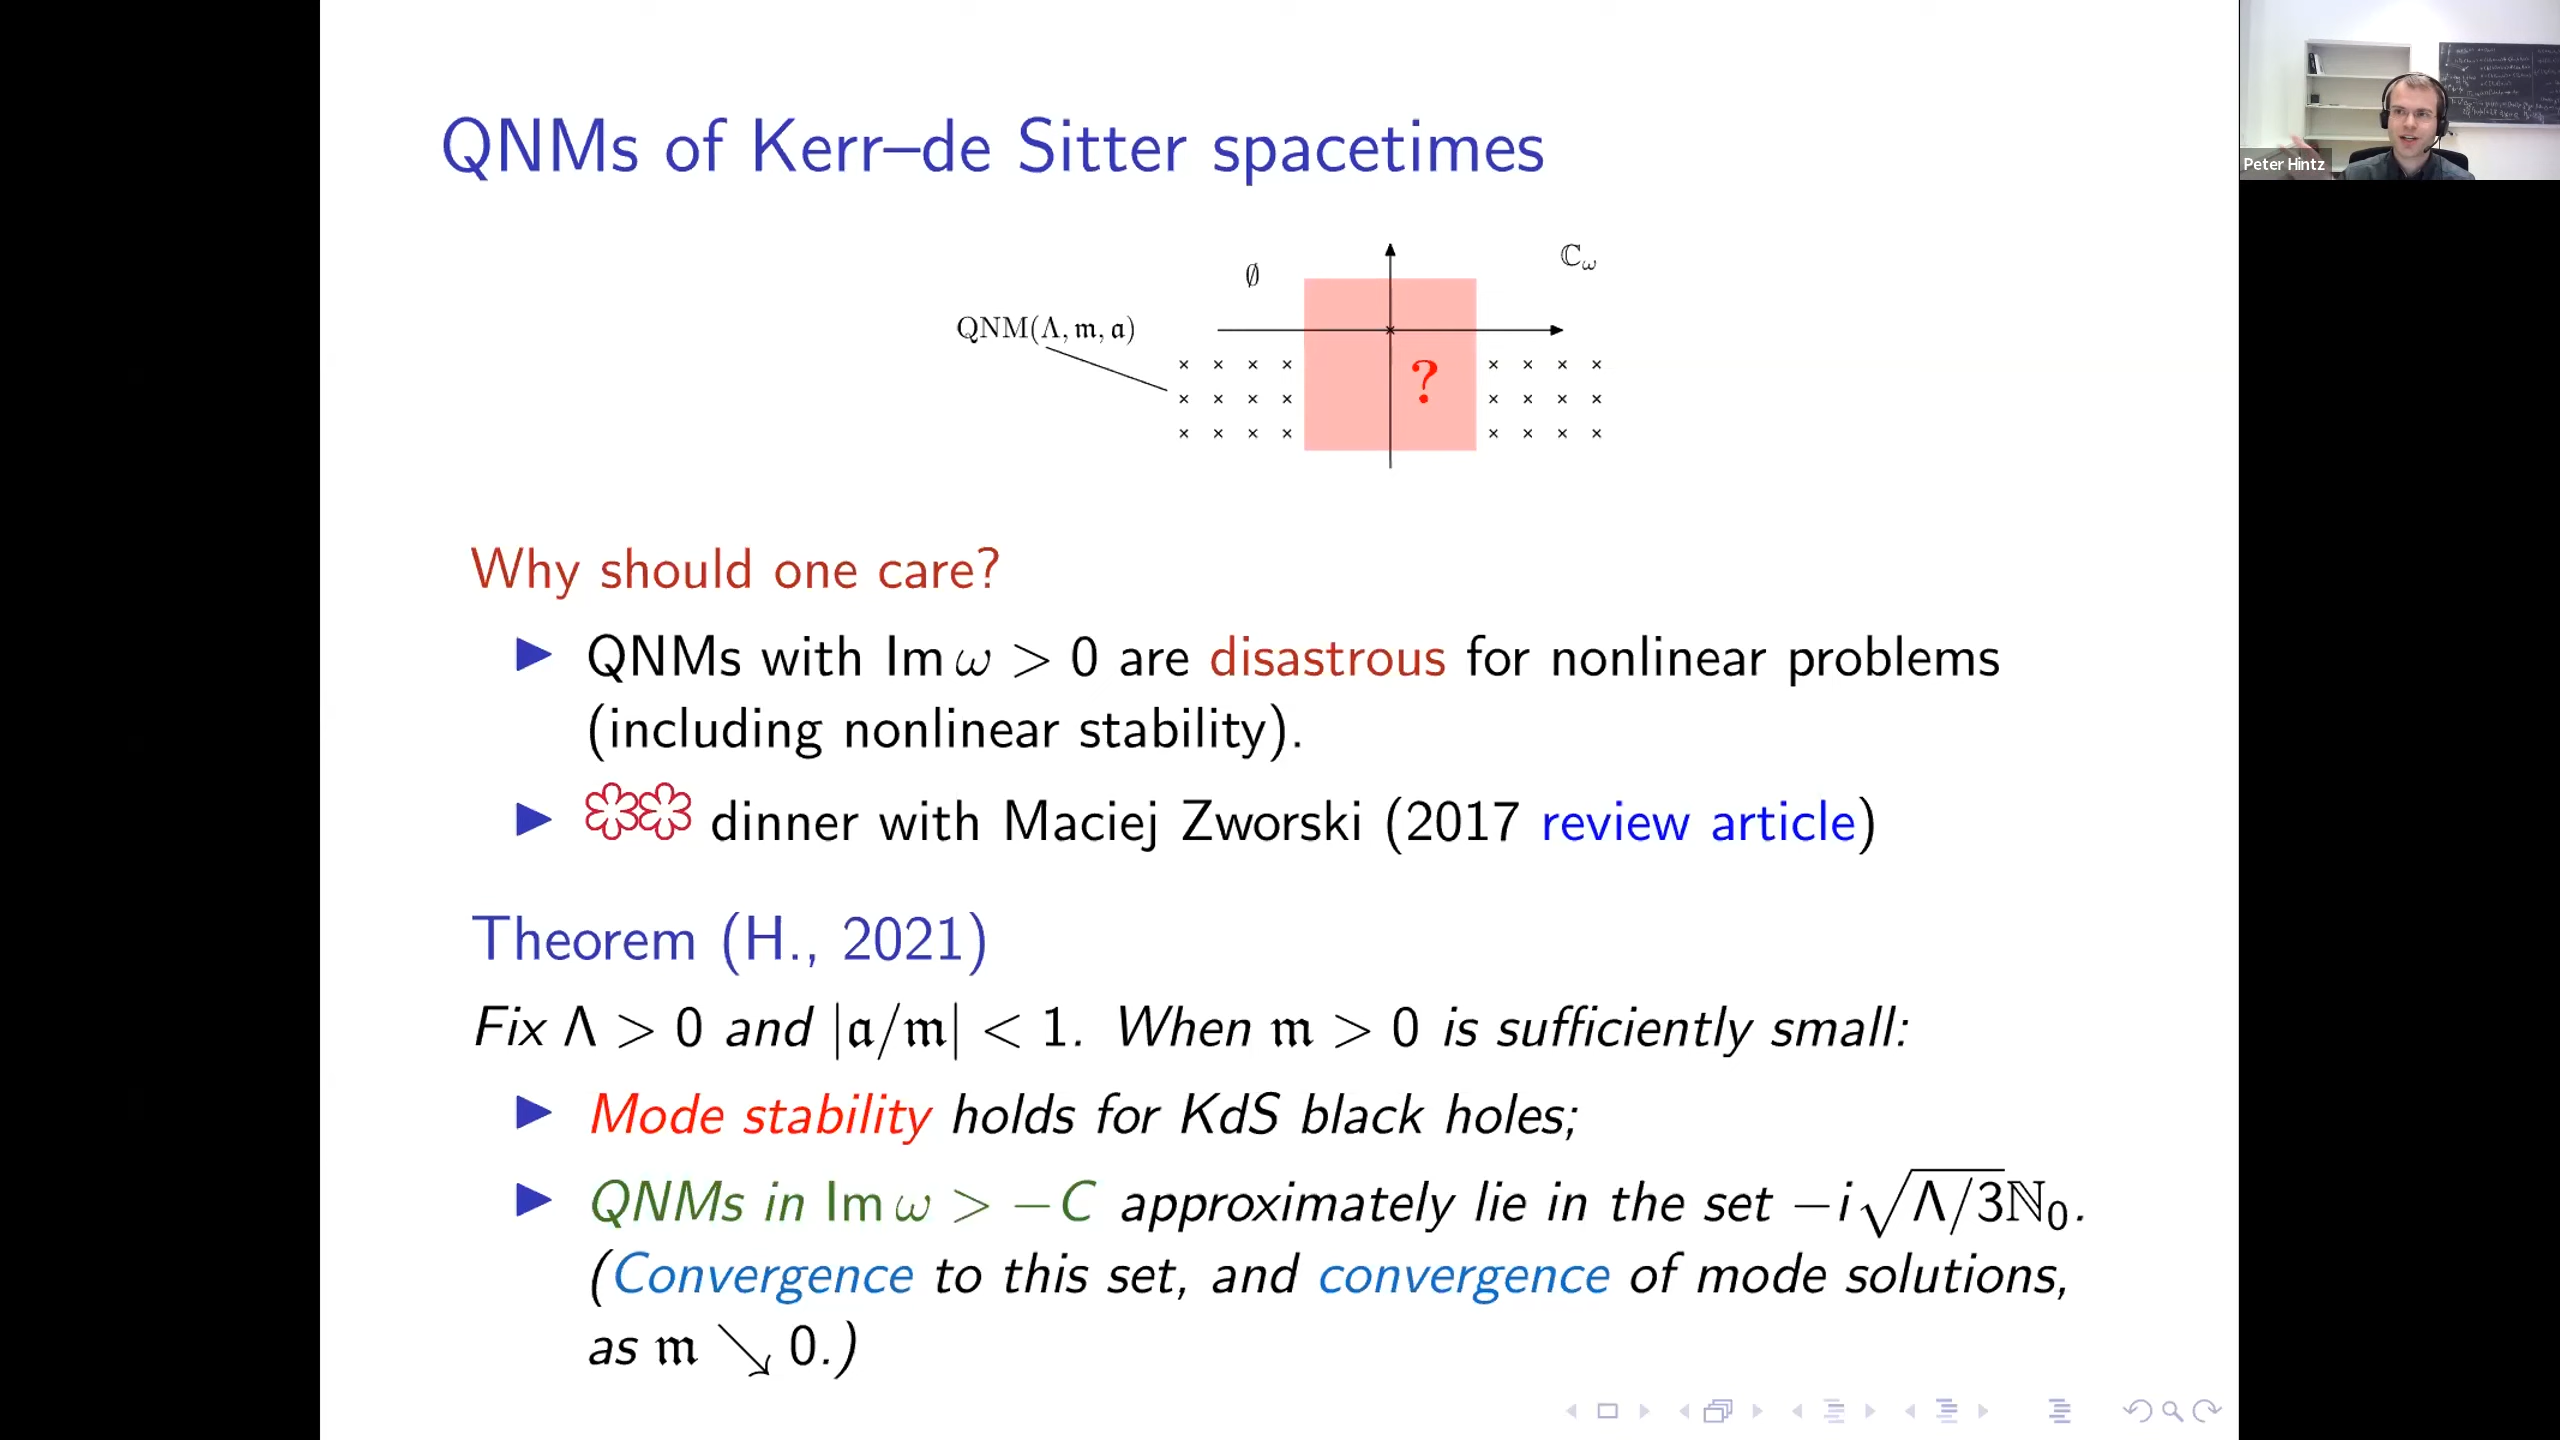 QNMs of Kerr–de Sitter spacetimes
∅
ℂ_ω
QNM(Λ, 𝔪, 𝔞)
?
Why should one care?
QNMs with Im ω > 0 are disastrous for nonlinear problems
(including nonlinear stability).
dinner with Maciej Zworski (2017 review article)
Theorem (H., 2021)
Fix Λ > 0 and |𝔞/𝔪| < 1. When 𝔪 > 0 is sufficiently small:
Mode stability holds for KdS black holes;
QNMs in Im ω > −C approximately lie in the set −i√(Λ/3)ℕ₀.
(Convergence to this set, and convergence of mode solutions,
as 𝔪 ↘ 0.)
Peter Hintz